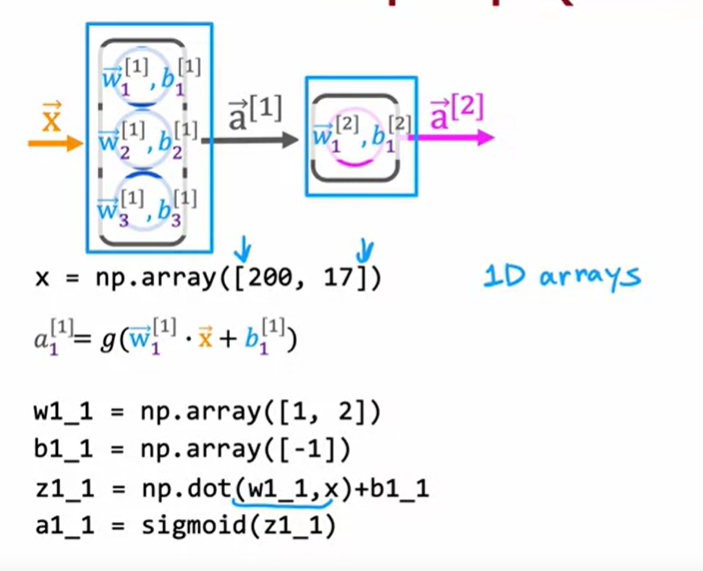 x⃗
w⃗₁^[1], b₁^[1]
w⃗₂^[1], b₂^[1]
w⃗₃^[1], b₃^[1]
a⃗^[1]
w⃗₁^[2], b₁^[2]
a⃗^[2]
x = np.array([200, 17])
1D arrays
a₁^[1] = g(w⃗₁^[1] · x⃗ + b₁^[1])
w1_1 = np.array([1, 2])
b1_1 = np.array([-1])
z1_1 = np.dot(w1_1,x)+b1_1
a1_1 = sigmoid(z1_1)